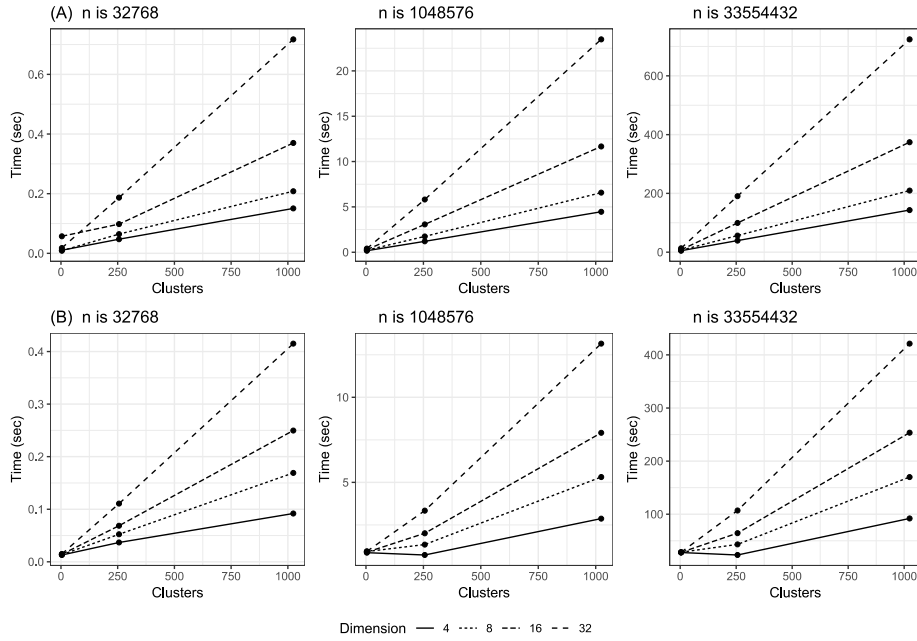 (A) n is 32768
n is 1048576
n is 33554432
Time (sec)
0.6
0.4
0.2
0.0
0 250 500 750 1000
Clusters
Time (sec)
20
15
10
5
0
0 250 500 750 1000
Clusters
Time (sec)
600
400
200
0
0 250 500 750 1000
Clusters
(B) n is 32768
n is 1048576
n is 33554432
Time (sec)
0.4
0.3
0.2
0.1
0.0
0 250 500 750 1000
Clusters
Time (sec)
10
5
0 250 500 750 1000
Clusters
Time (sec)
400
300
200
100
0 250 500 750 1000
Clusters
Dimension 4 8 16 32